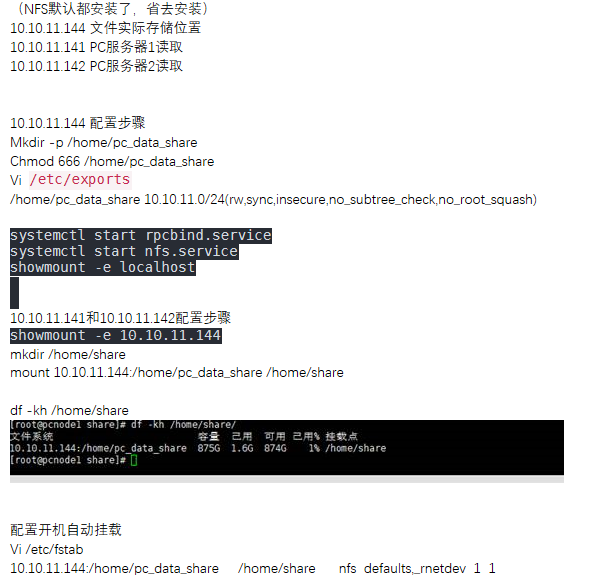 （NFS默认都安装了，省去安装）
10.10.11.144 文件实际存储位置
10.10.11.141 PC服务器1读取
10.10.11.142 PC服务器2读取
10.10.11.144 配置步骤
Mkdir -p /home/pc_data_share
Chmod 666 /home/pc_data_share
Vi /etc/exports
/home/pc_data_share 10.10.11.0/24(rw,sync,insecure,no_subtree_check,no_root_squash)
systemctl start rpcbind.service
systemctl start nfs.service
showmount -e localhost
10.10.11.141和10.10.11.142配置步骤
showmount -e 10.10.11.144
mkdir /home/share
mount 10.10.11.144:/home/pc_data_share /home/share
df -kh /home/share
[root@pcnode1 share]# df -kh /home/share/
文件系统 容量 已用 可用 已用% 挂载点
10.10.11.144:/home/pc_data_share 875G 1.6G 874G 1% /home/share
[root@pcnode1 share]#
配置开机自动挂载
Vi /etc/fstab
10.10.11.144:/home/pc_data_share /home/share nfs defaults,_rnetdev 1 1